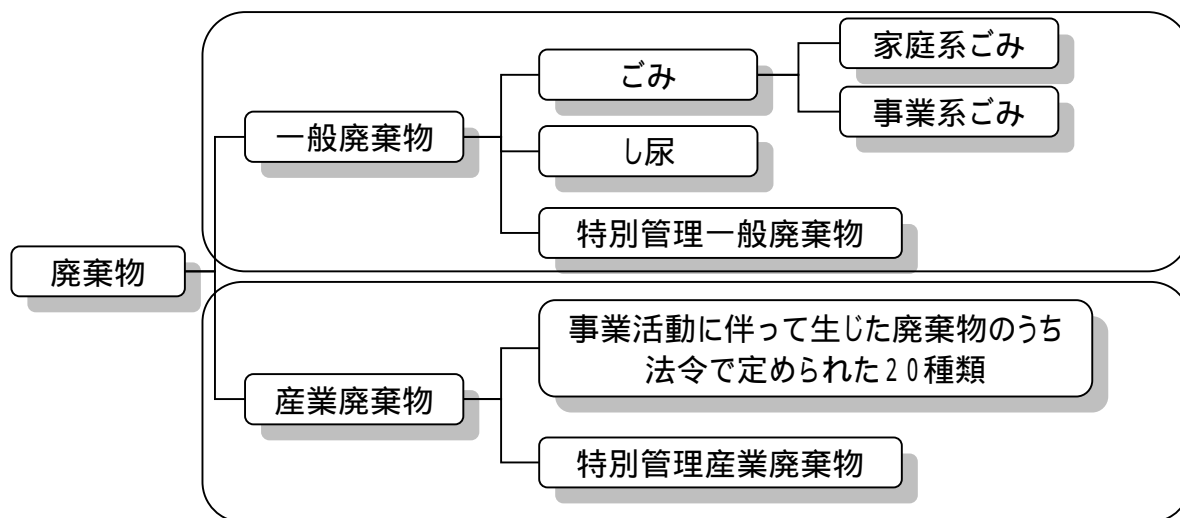 廃棄物
一般廃棄物
ごみ
家庭系ごみ
事業系ごみ
し尿
特別管理一般廃棄物
産業廃棄物
事業活動に伴って生じた廃棄物のうち
法令で定められた20種類
特別管理産業廃棄物